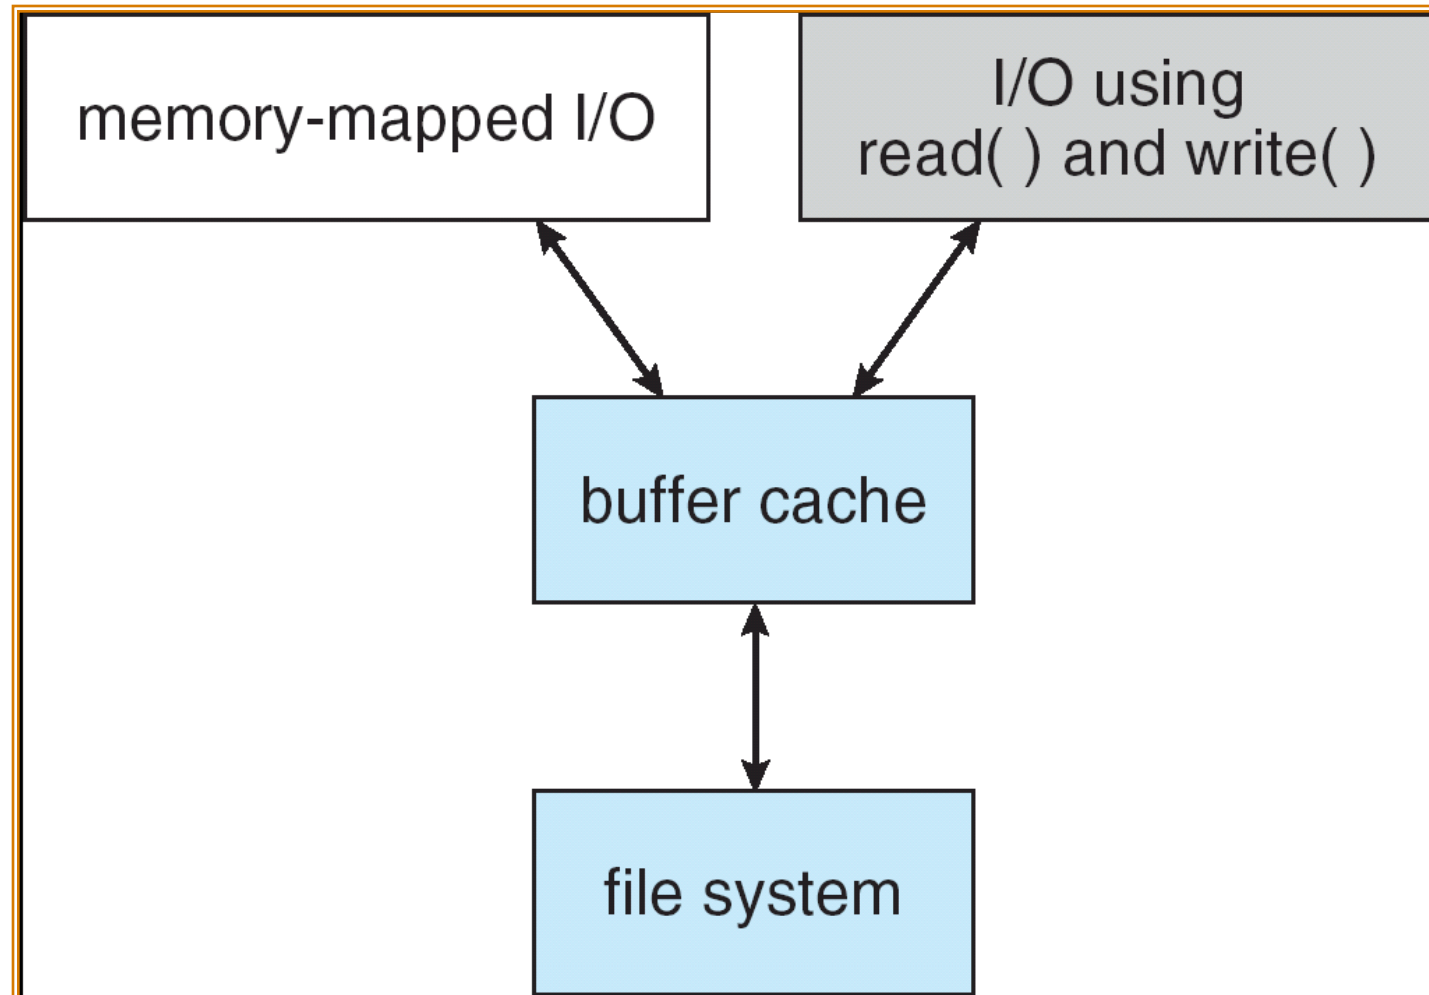 memory-mapped I/O
I/O using
read( ) and write( )
buffer cache
file system